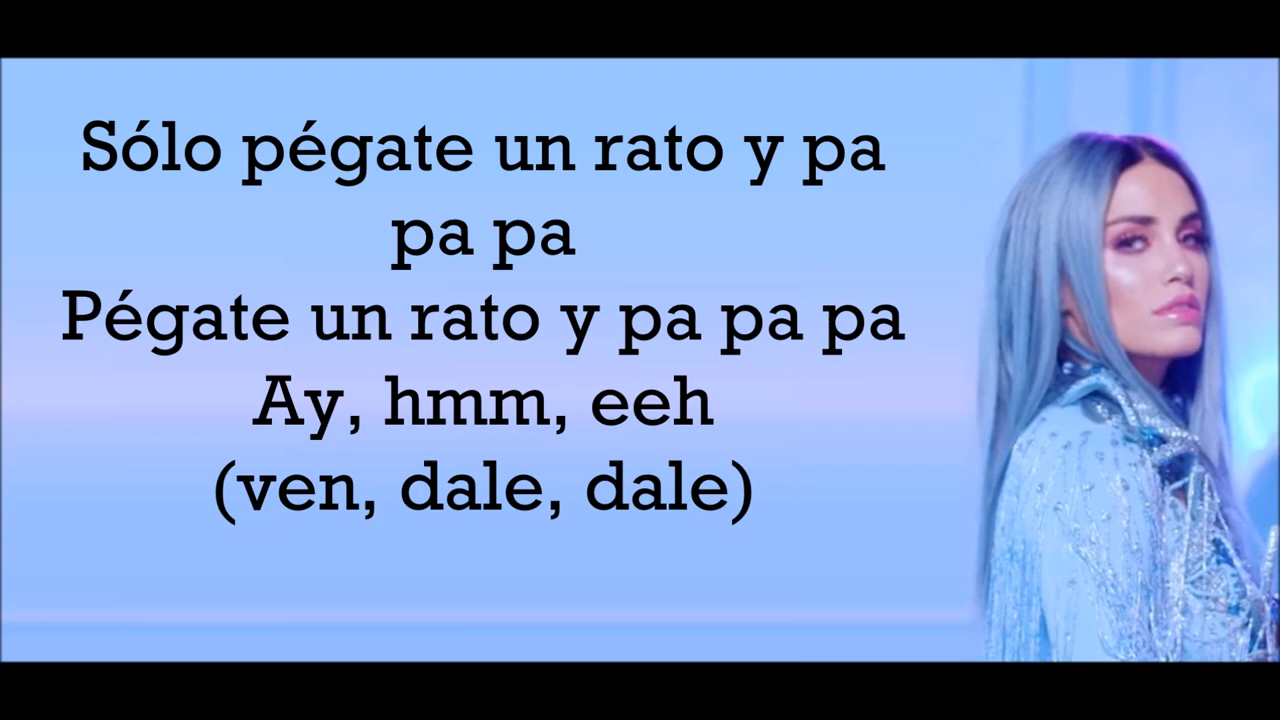 Sólo pégate un rato y pa
pa pa
Pégate un rato y pa pa pa
Ay, hmm, eeh
(ven, dale, dale)